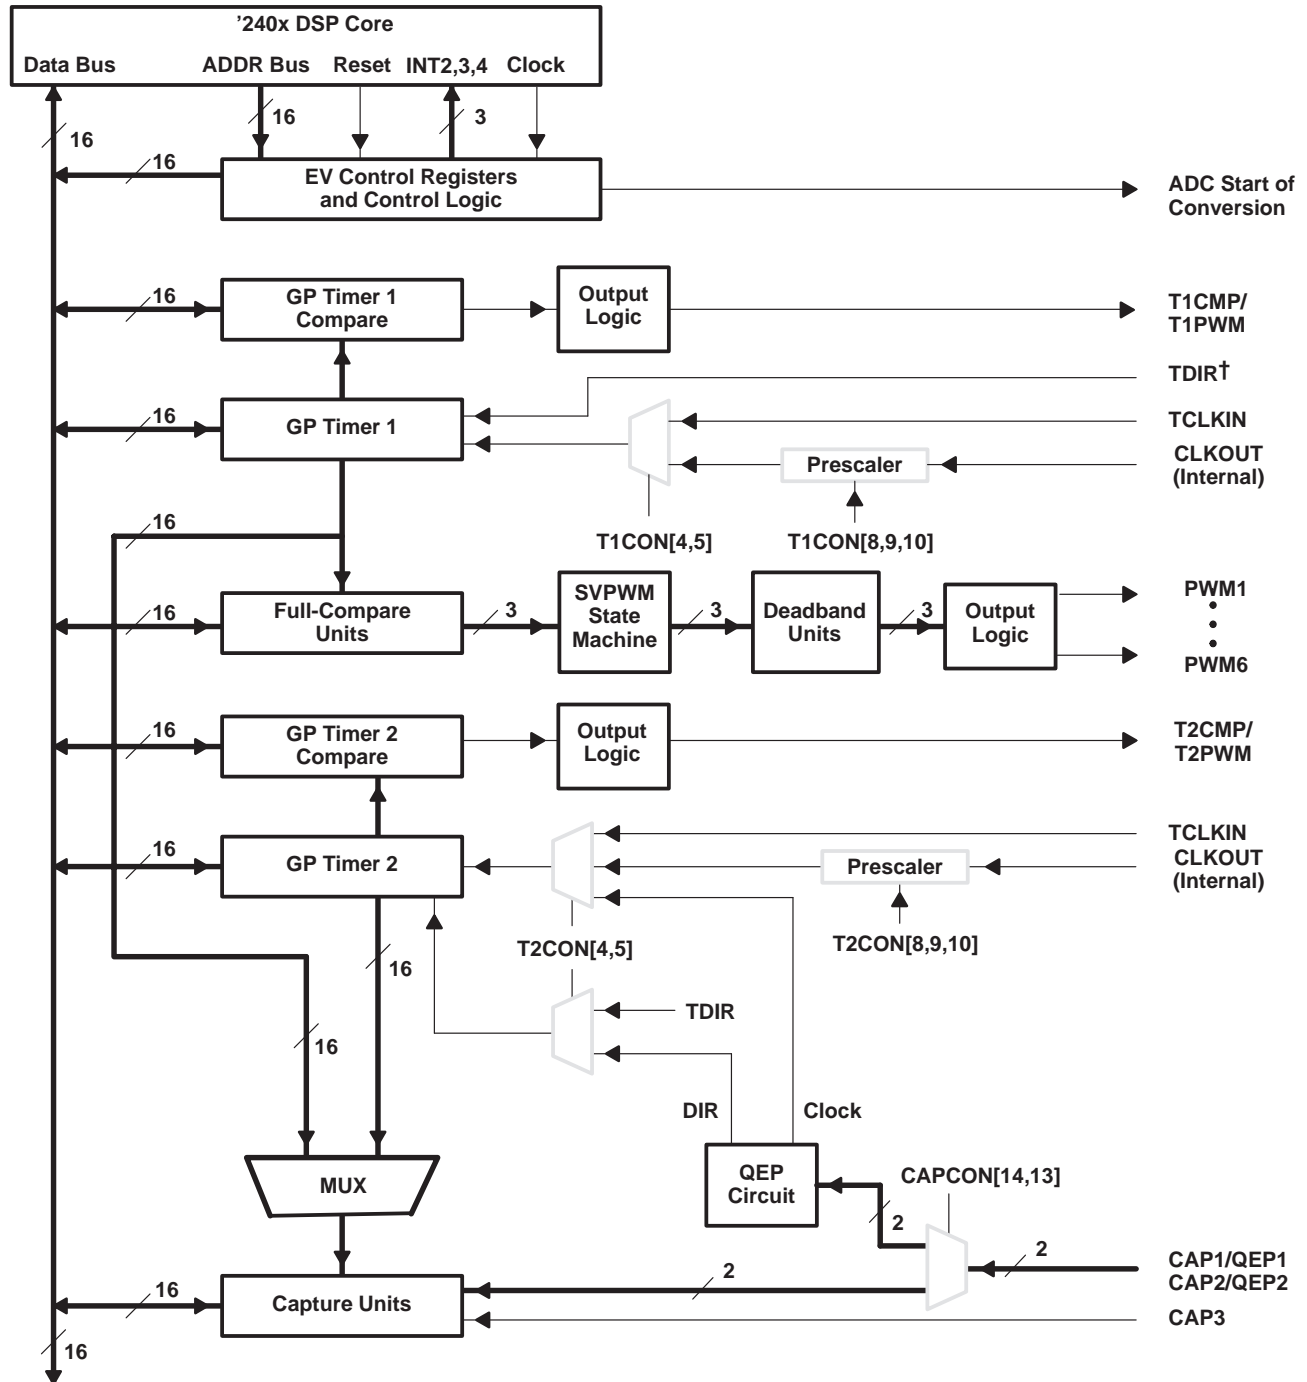 '240x DSP Core
Data Bus
ADDR Bus
Reset
INT2,3,4
Clock
16
16
3
16
EV Control Registers
and Control Logic
ADC Start of
Conversion
16
GP Timer 1
Compare
Output
Logic
T1CMP/
T1PWM
TDIR†
16
GP Timer 1
TCLKIN
Prescaler
CLKOUT
(Internal)
16
T1CON[4,5]
T1CON[8,9,10]
16
Full-Compare
Units
3
SVPWM
State
Machine
3
Deadband
Units
3
Output
Logic
PWM1
PWM6
16
GP Timer 2
Compare
Output
Logic
T2CMP/
T2PWM
16
GP Timer 2
TCLKIN
Prescaler
CLKOUT
(Internal)
T2CON[4,5]
T2CON[8,9,10]
16
TDIR
16
DIR
Clock
MUX
QEP
Circuit
CAPCON[14,13]
2
2
CAP1/QEP1
CAP2/QEP2
16
Capture Units
2
CAP3
16